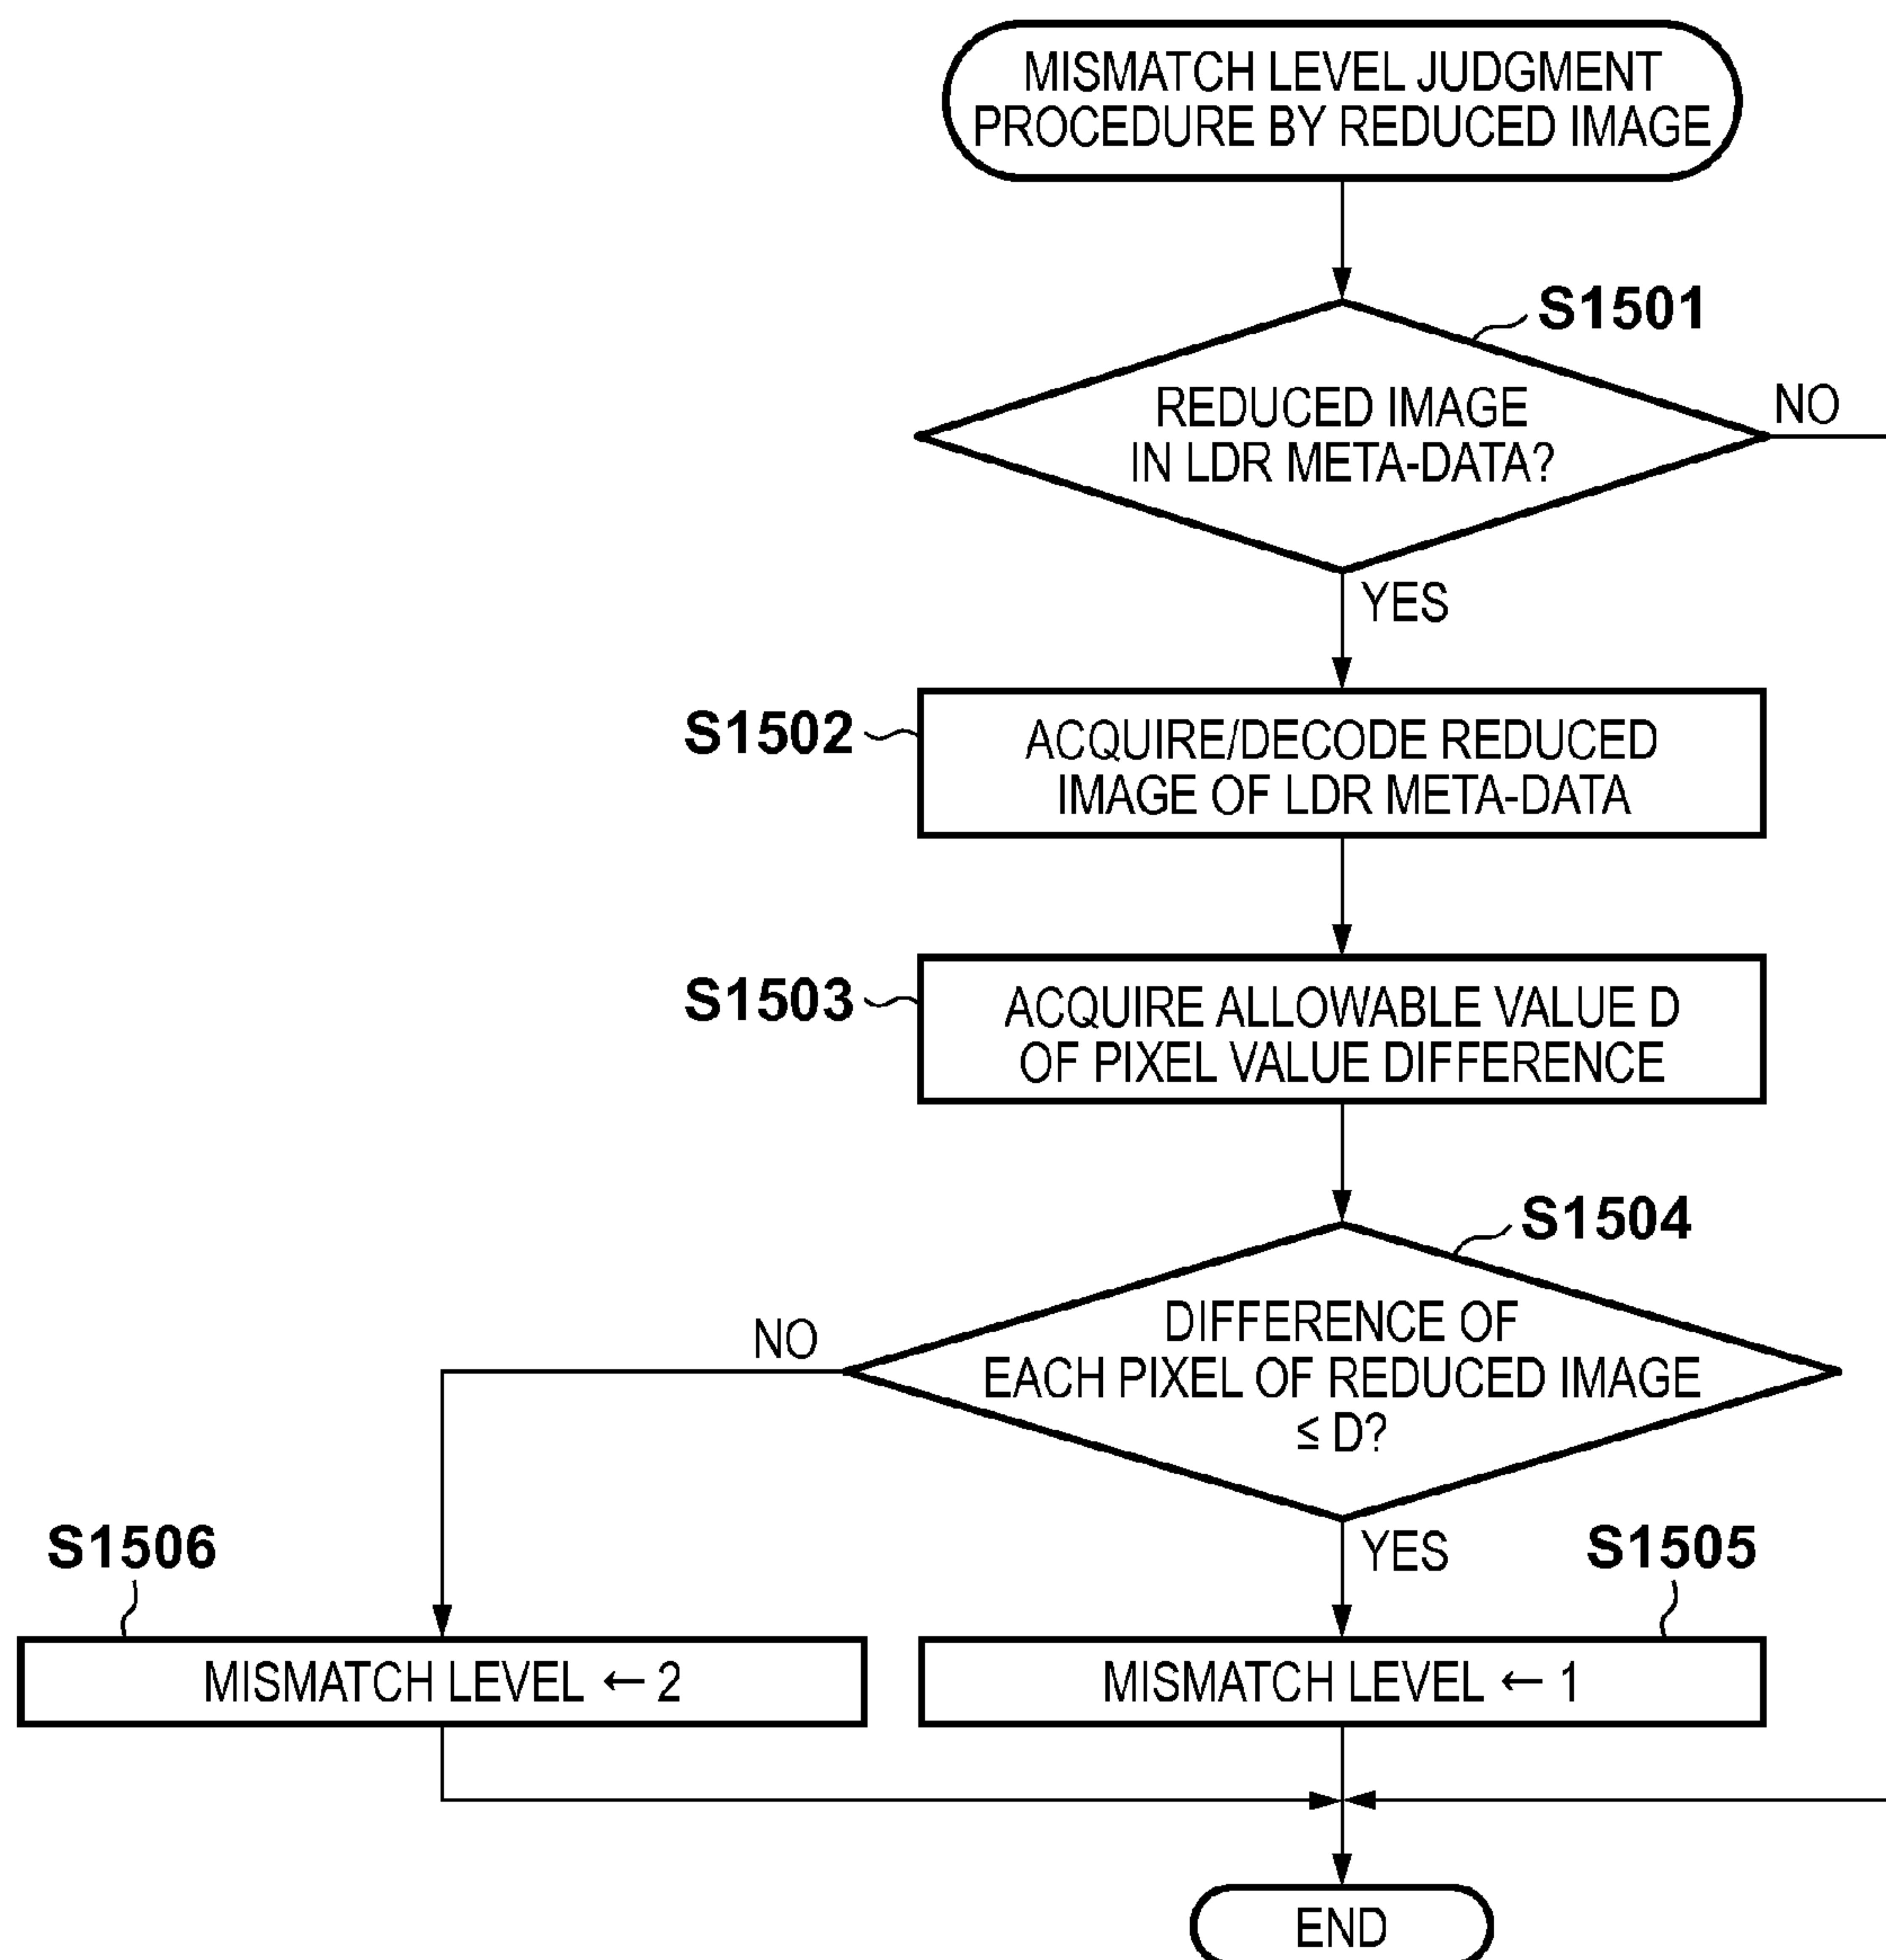 MISMATCH LEVEL JUDGMENT
PROCEDURE BY REDUCED IMAGE
S1501
REDUCED IMAGE
IN LDR META-DATA?
NO
YES
S1502
ACQUIRE/DECODE REDUCED
IMAGE OF LDR META-DATA
S1503
ACQUIRE ALLOWABLE VALUE D
OF PIXEL VALUE DIFFERENCE
S1504
DIFFERENCE OF
EACH PIXEL OF REDUCED IMAGE
≤ D?
NO
YES
S1506
S1505
MISMATCH LEVEL ← 2
MISMATCH LEVEL ← 1
END